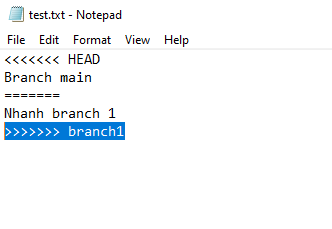 test.txt - Notepad
File Edit Format View Help
<<<<<<< HEAD
Branch main
=======
Nhanh branch 1
>>>>>>> branch1